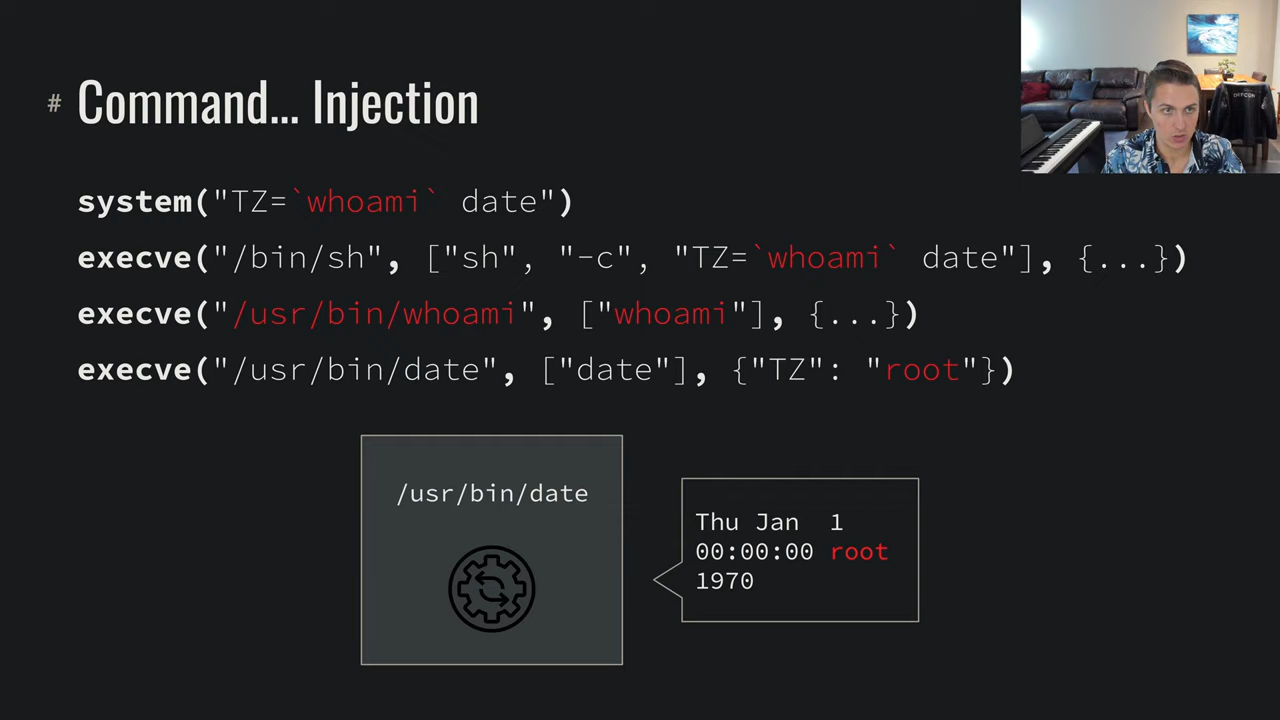 # Command... Injection
system("TZ=`whoami` date")
execve("/bin/sh", ["sh", "-c", "TZ=`whoami` date"], {...})
execve("/usr/bin/whoami", ["whoami"], {...})
execve("/usr/bin/date", ["date"], {"TZ": "root"})
/usr/bin/date
Thu Jan  1
00:00:00 root
1970
DEFCON